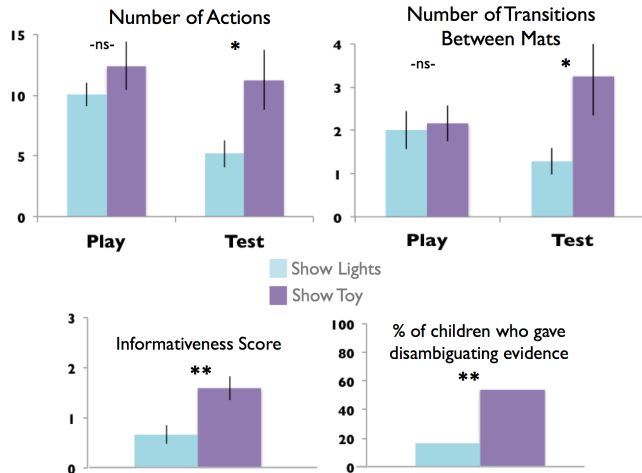 Number of Actions
15
10
5
0
-ns-
*
Play
Test
Number of Transitions
Between Mats
4
3
2
1
0
-ns-
*
Play
Test
Show Lights
Show Toy
3
2
1
0
Informativeness Score
**
100
80
60
40
20
0
% of children who gave
disambiguating evidence
**